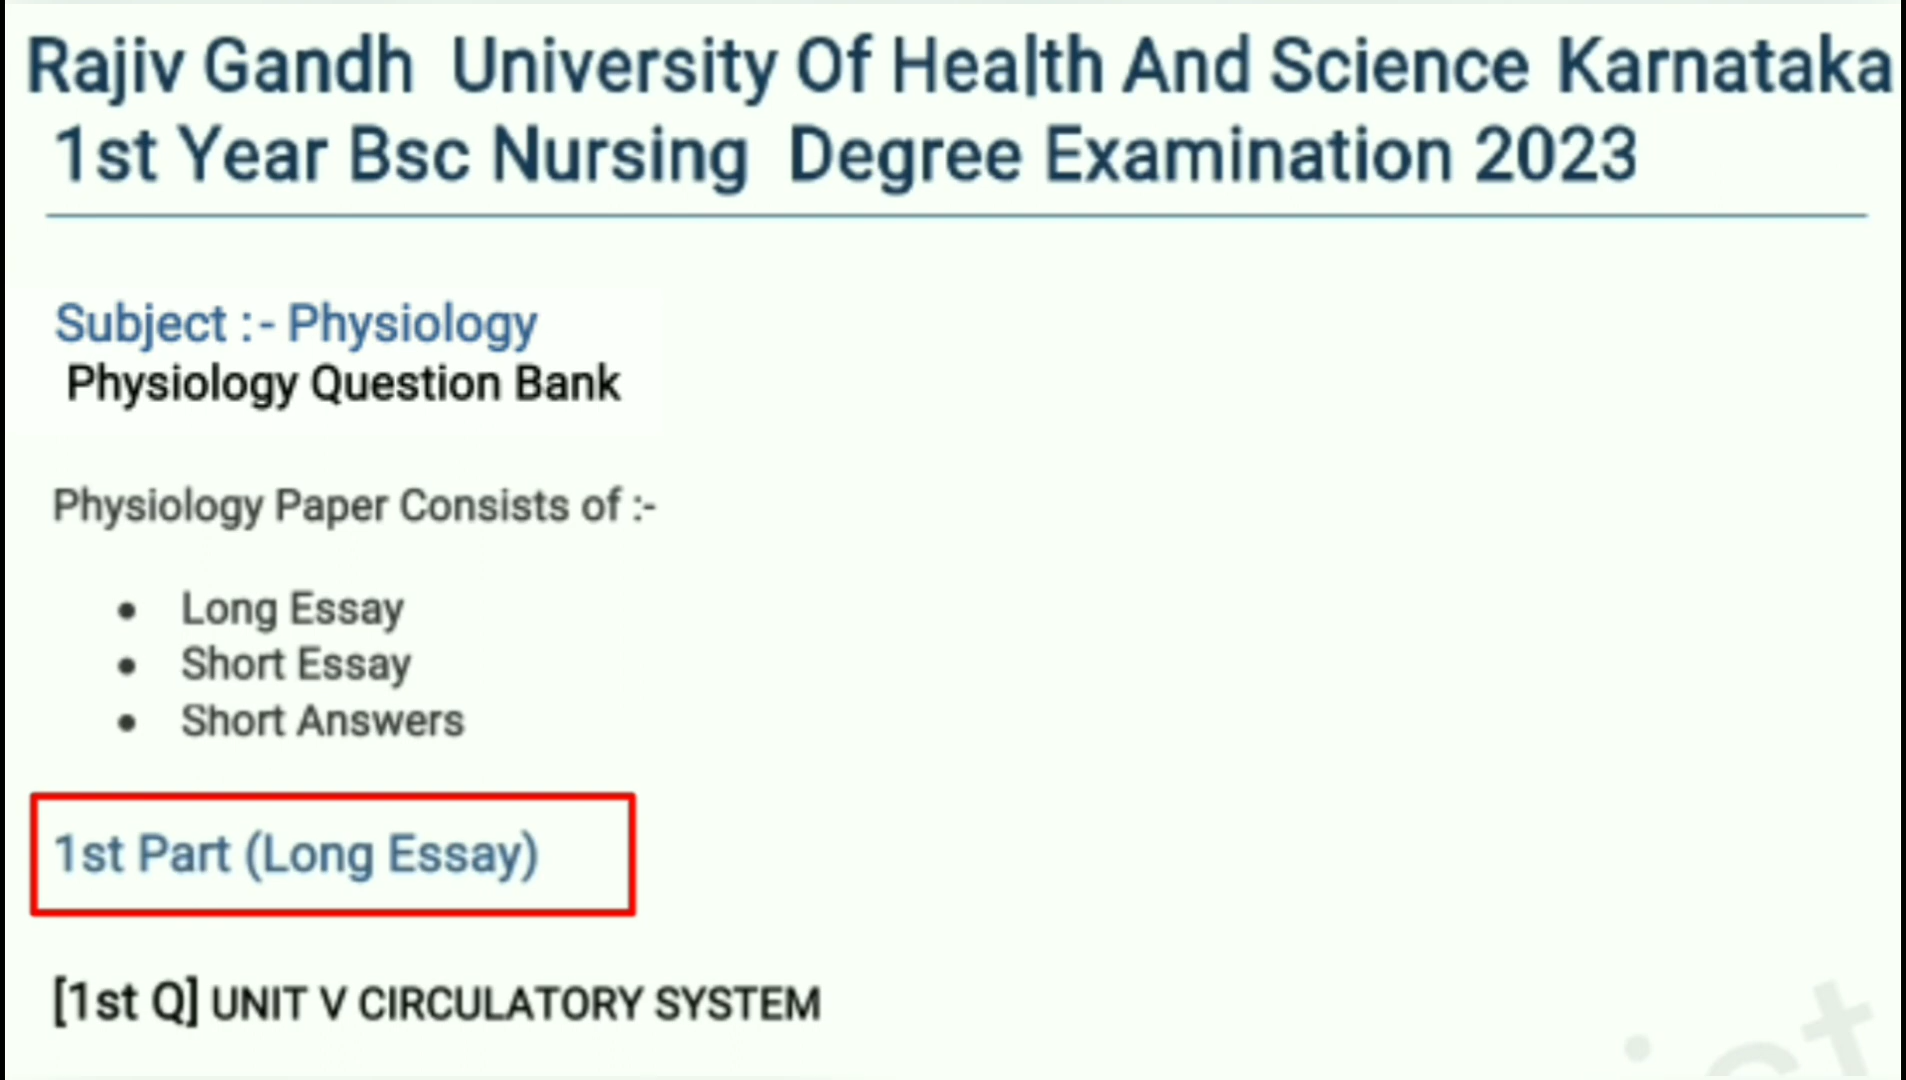 Rajiv Gandh University Of Health And Science Karnataka
1st Year Bsc Nursing Degree Examination 2023
Subject :- Physiology
Physiology Question Bank
Physiology Paper Consists of :-
• Long Essay
• Short Essay
• Short Answers
1st Part (Long Essay)
[1st Q] UNIT V CIRCULATORY SYSTEM